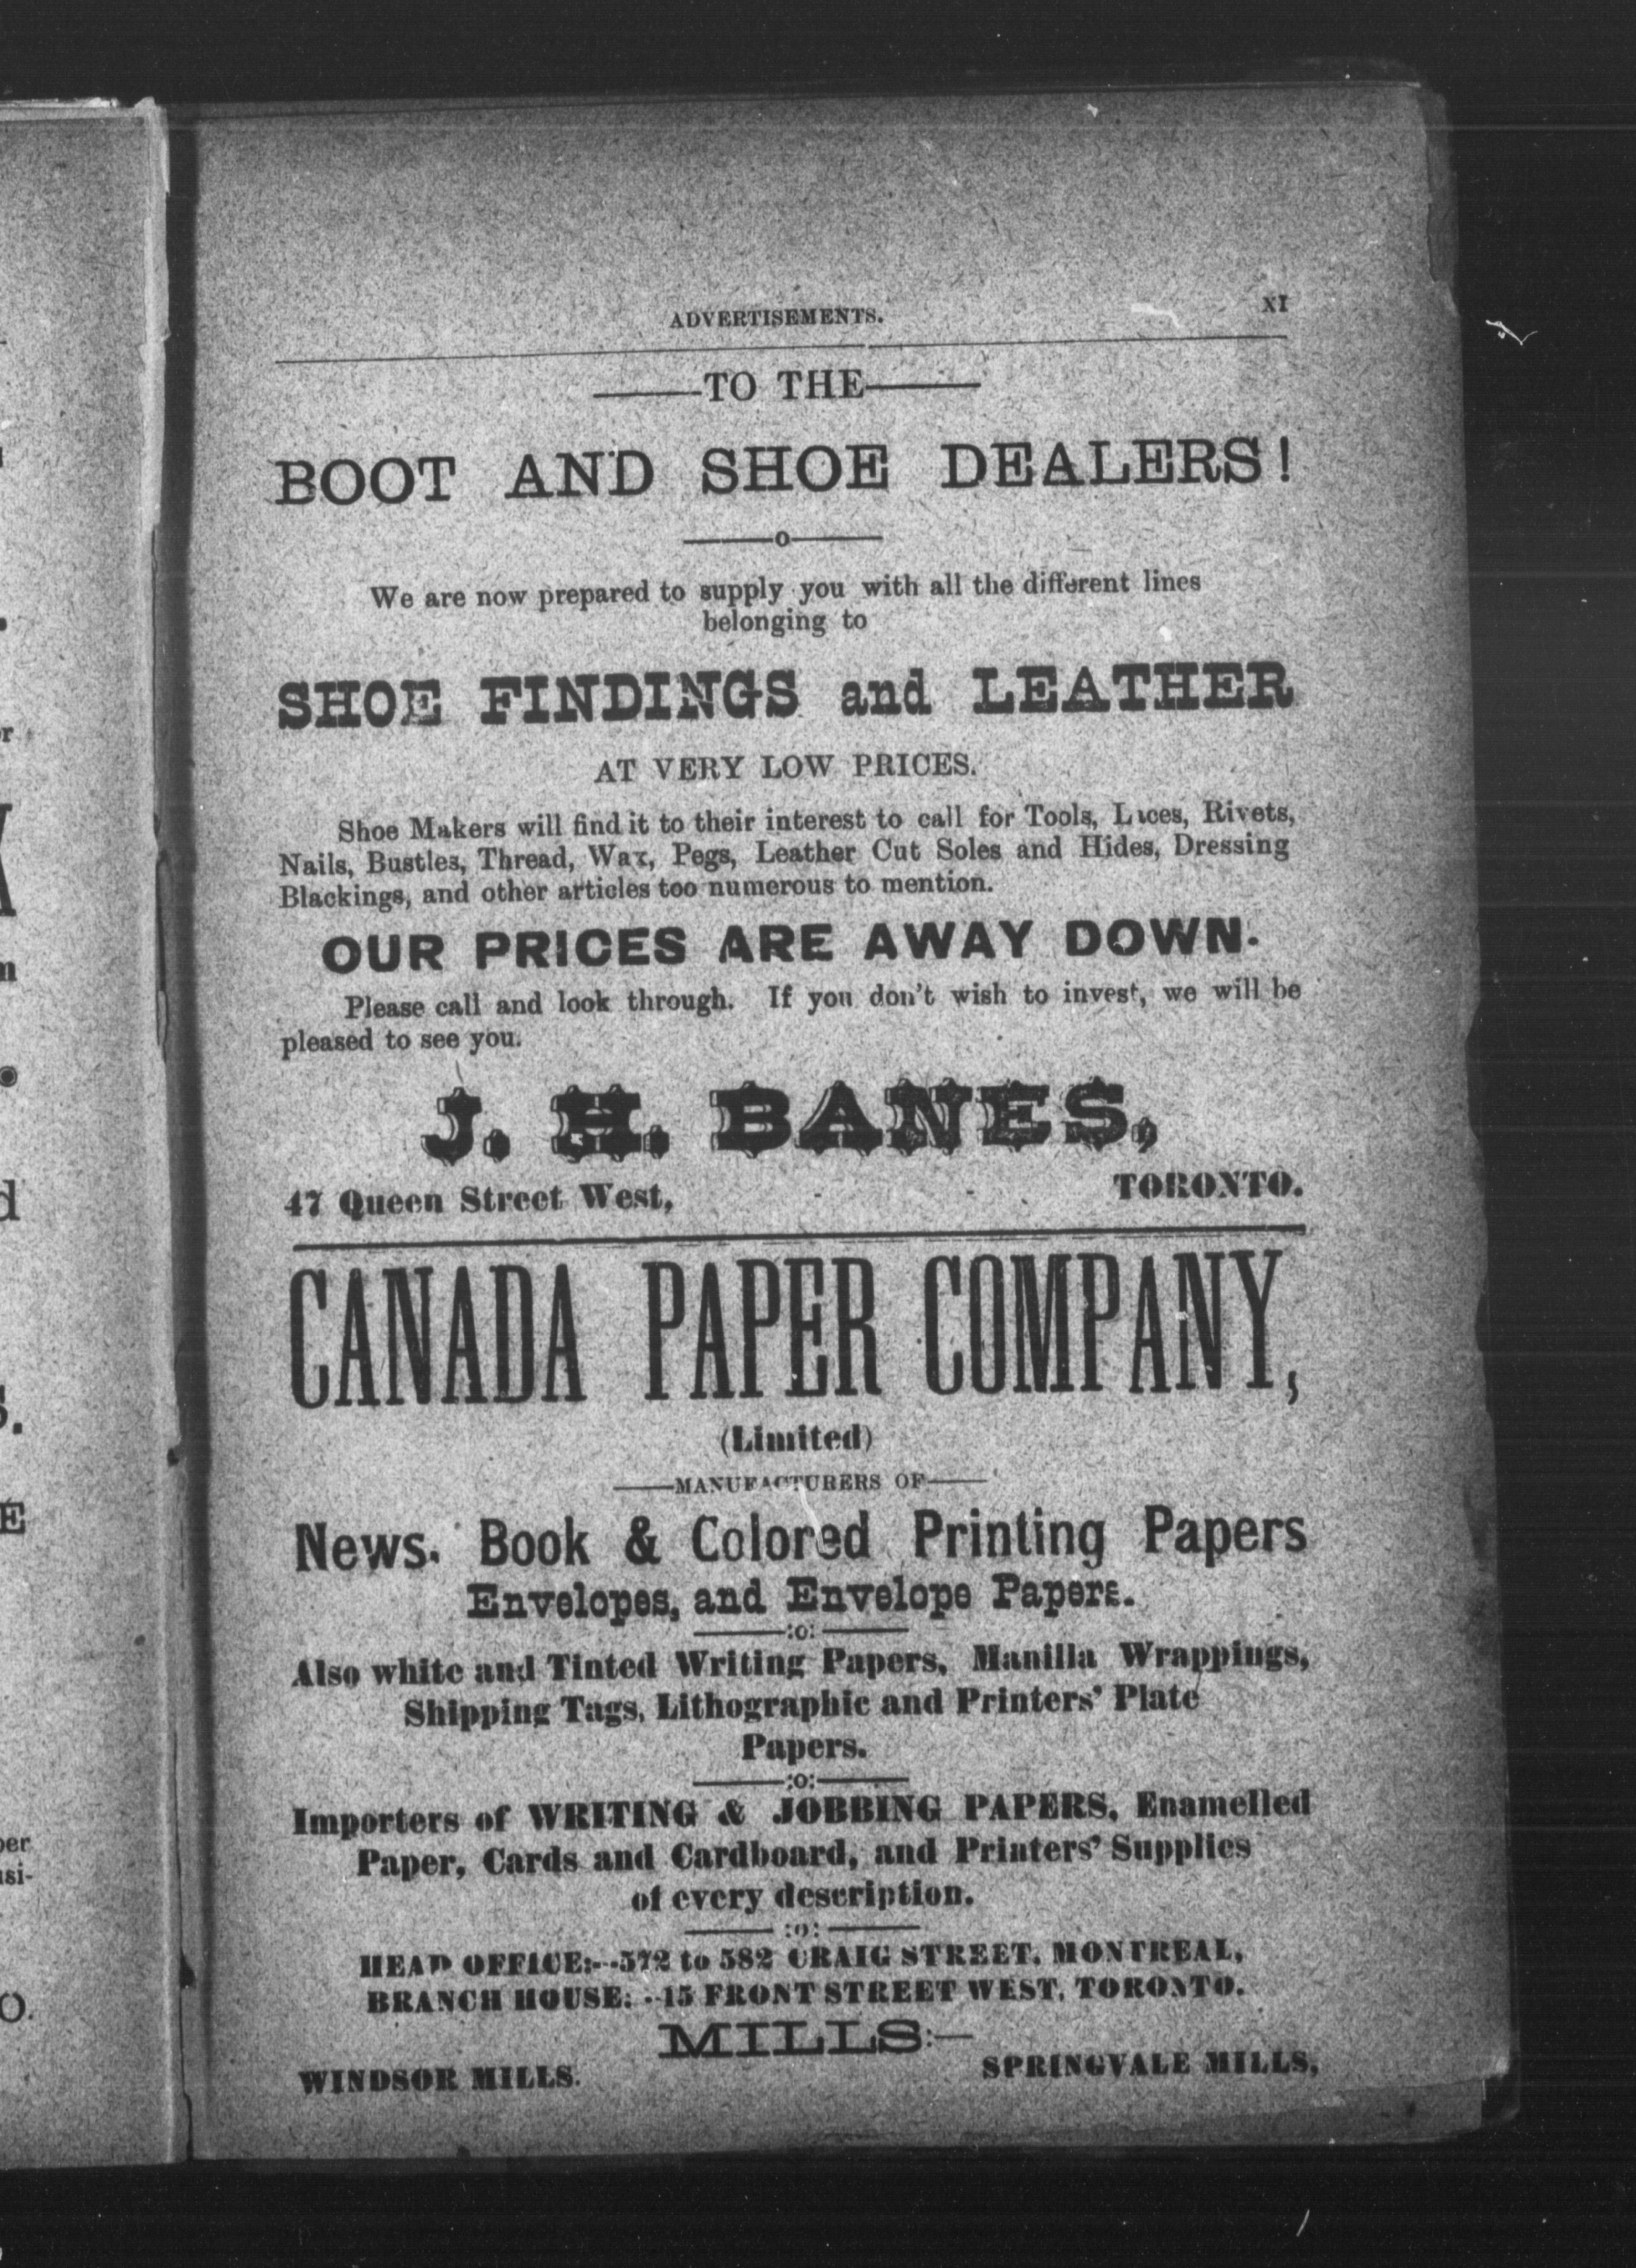 ADVERTISEMENTS. XI
——TO THE——
BOOT AND SHOE DEALERS!
——o——
We are now prepared to supply you with all the different lines
belonging to
SHOE FINDINGS and LEATHER
AT VERY LOW PRICES.
Shoe Makers will find it to their interest to call for Tools, Laces, Rivets,
Nails, Bustles, Thread, Wax, Pegs, Leather Cut Soles and Hides, Dressing
Blackings, and other articles too numerous to mention.
OUR PRICES ARE AWAY DOWN.
Please call and look through. If you don't wish to invest, we will be
pleased to see you.
J. H. BANES,
47 Queen Street West, - - - TORONTO.
CANADA PAPER COMPANY,
(Limited)
——MANUFACTURERS OF——
News. Book & Colored Printing Papers
Envelopes, and Envelope Papers.
——:o:——
Also white and Tinted Writing Papers, Manilla Wrappings,
Shipping Tags, Lithographic and Printers' Plate
Papers.
——:o:——
Importers of WRITING & JOBBING PAPERS, Enamelled
Paper, Cards and Cardboard, and Printers' Supplies
of every description.
——:o:——
HEAD OFFICE:--572 to 582 CRAIG STREET, MONTREAL,
BRANCH HOUSE: --15 FRONT STREET WEST, TORONTO.
MILLS:—
WINDSOR MILLS. SPRINGVALE MILLS,